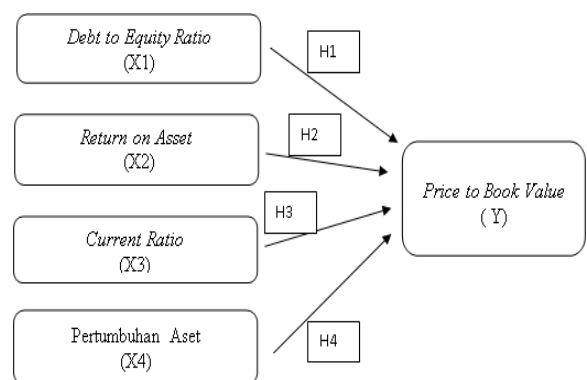 Debt to Equity Ratio
(X1)
H1
Return on Asset
(X2)
H2
Price to Book Value
( Y)
H3
Current Ratio
(X3)
Pertumbuhan Aset
(X4)
H4